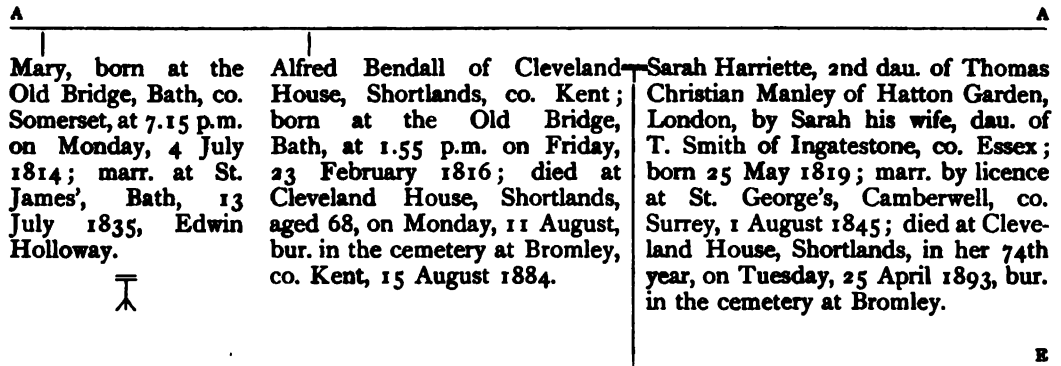 A A
Mary, born at the
Old Bridge, Bath, co.
Somerset, at 7.15 p.m.
on Monday, 4 July
1814; marr. at St.
James', Bath, 13
July 1835, Edwin
Holloway.
Alfred Bendall of Cleveland
House, Shortlands, co. Kent;
born at the Old Bridge,
Bath, at 1.55 p.m. on Friday,
23 February 1816; died at
Cleveland House, Shortlands,
aged 68, on Monday, 11 August,
bur. in the cemetery at Bromley,
co. Kent, 15 August 1884.
Sarah Harriette, 2nd dau. of Thomas
Christian Manley of Hatton Garden,
London, by Sarah his wife, dau. of
T. Smith of Ingatestone, co. Essex;
born 25 May 1819; marr. by licence
at St. George's, Camberwell, co.
Surrey, 1 August 1845; died at Cleve-
land House, Shortlands, in her 74th
year, on Tuesday, 25 April 1893, bur.
in the cemetery at Bromley.
E